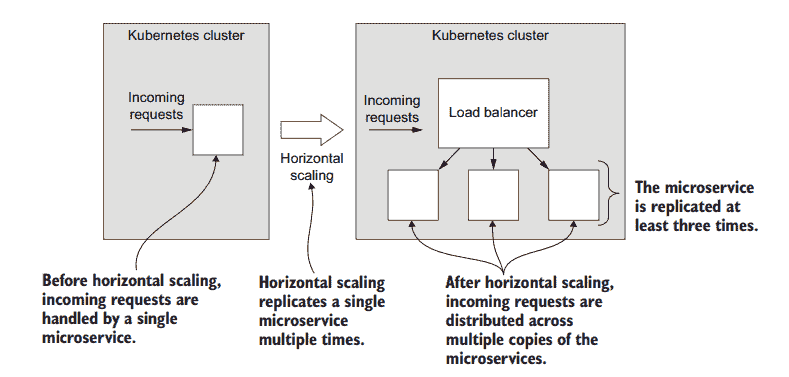 Kubernetes cluster
Incoming
requests
Horizontal
scaling
Kubernetes cluster
Incoming
requests
Load balancer
The microservice
is replicated at
least three times.
Before horizontal scaling,
incoming requests are
handled by a single
microservice.
Horizontal scaling
replicates a single
microservice
multiple times.
After horizontal scaling,
incoming requests are
distributed across
multiple copies of the
microservices.